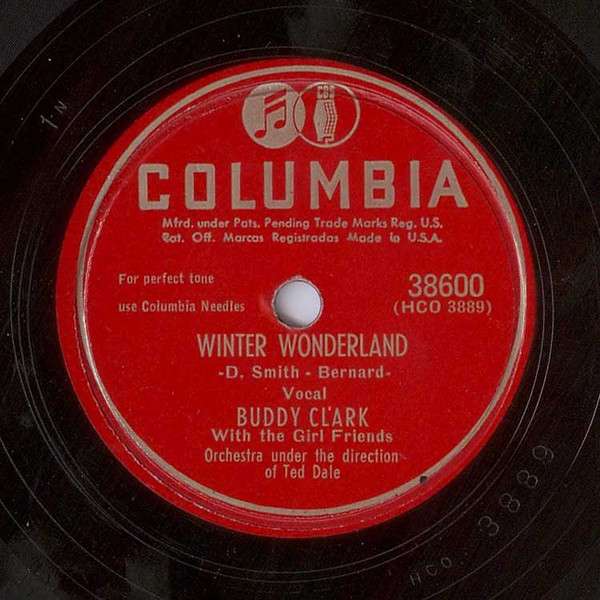 CBS
COLUMBIA
Mfrd. under Pats. Pending Trade Marks Reg. U.S.
Pat. Off. Marcas Registradas Made in U.S.A.
For perfect tone
use Columbia Needles
38600
(HCO 3889)
WINTER WONDERLAND
-D. Smith - Bernard-
Vocal
BUDDY CLARK
With the Girl Friends
Orchestra under the direction
of Ted Dale
1N
HCO. 3889